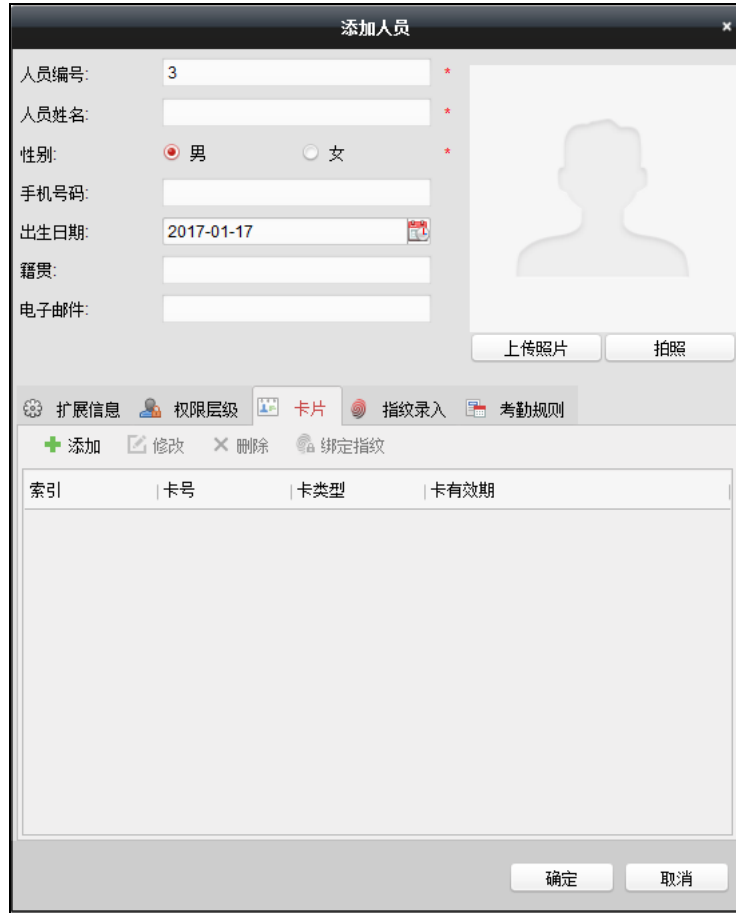 添加人员
人员编号: 3 *
人员姓名: *
性别: 男 女 *
手机号码:
出生日期: 2017-01-17
籍贯:
电子邮件:
上传照片 拍照
扩展信息 权限层级 卡片 指纹录入 考勤规则
添加 修改 删除 绑定指纹
索引 卡号 卡类型 卡有效期
确定 取消